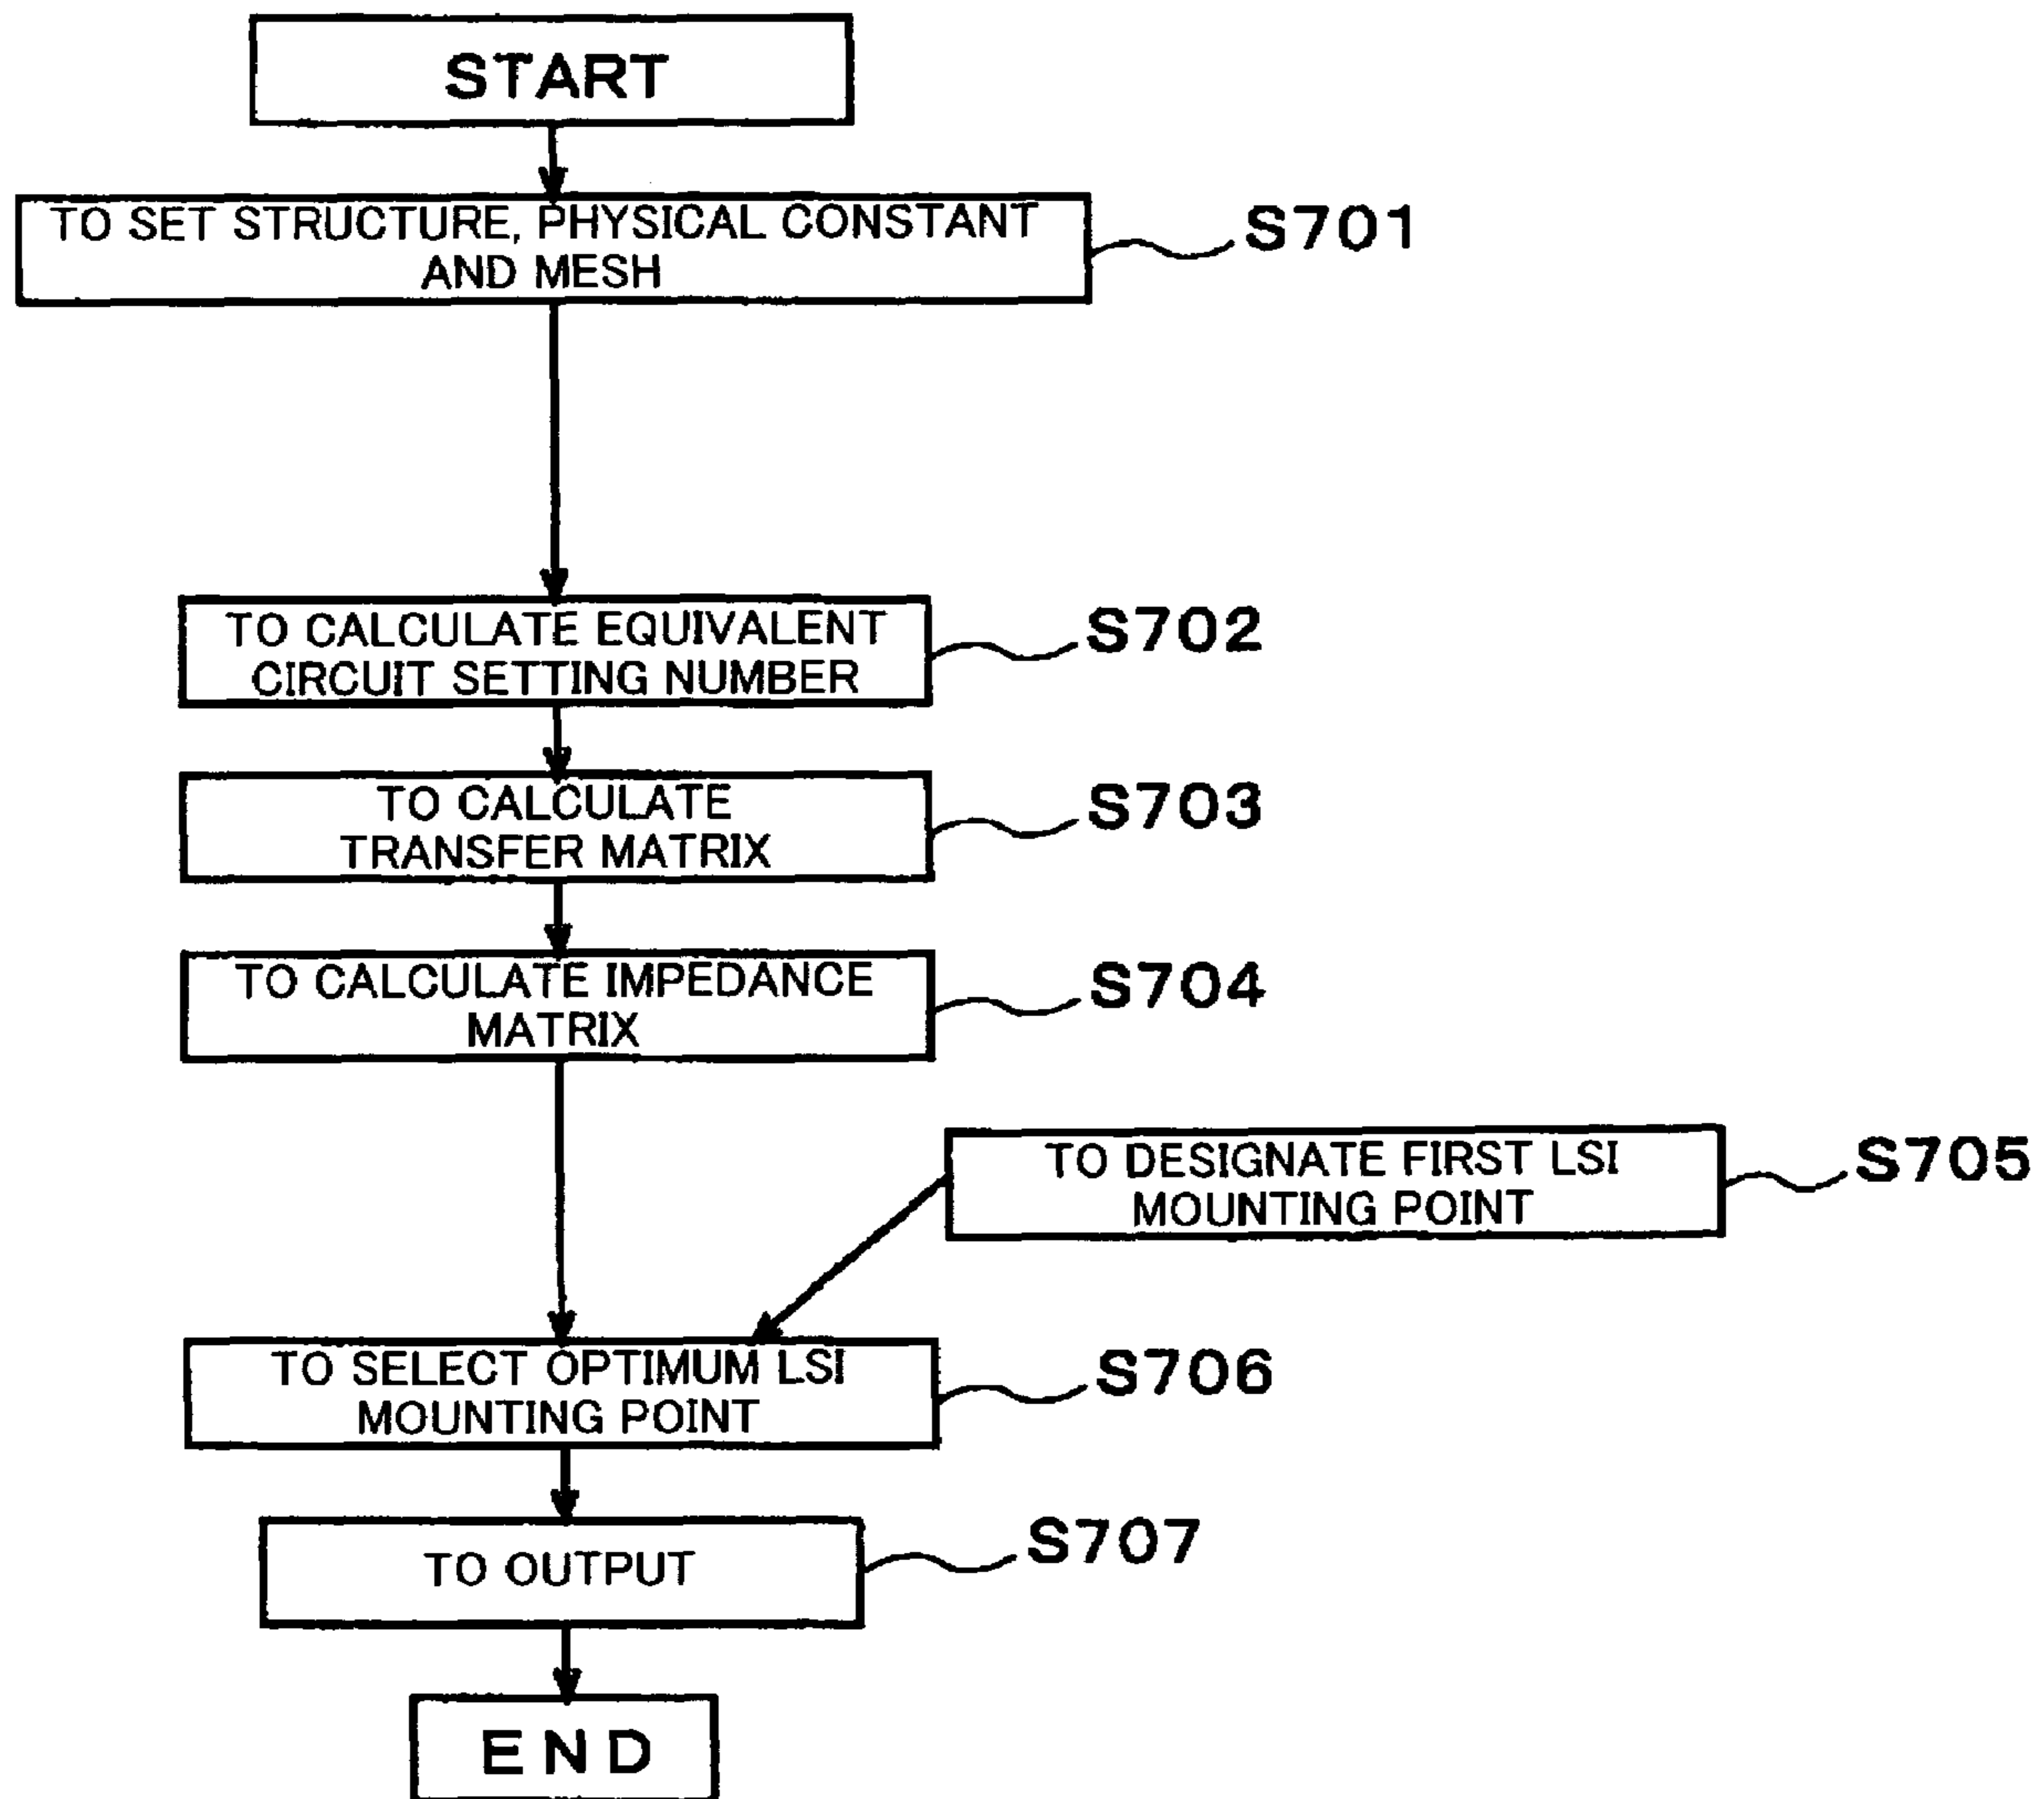 START
TO SET STRUCTURE, PHYSICAL CONSTANT
AND MESH
S701
TO CALCULATE EQUIVALENT
CIRCUIT SETTING NUMBER
S702
TO CALCULATE
TRANSFER MATRIX
S703
TO CALCULATE IMPEDANCE
MATRIX
S704
TO DESIGNATE FIRST LSI
MOUNTING POINT
S705
TO SELECT OPTIMUM LSI
MOUNTING POINT
S706
TO OUTPUT
S707
END